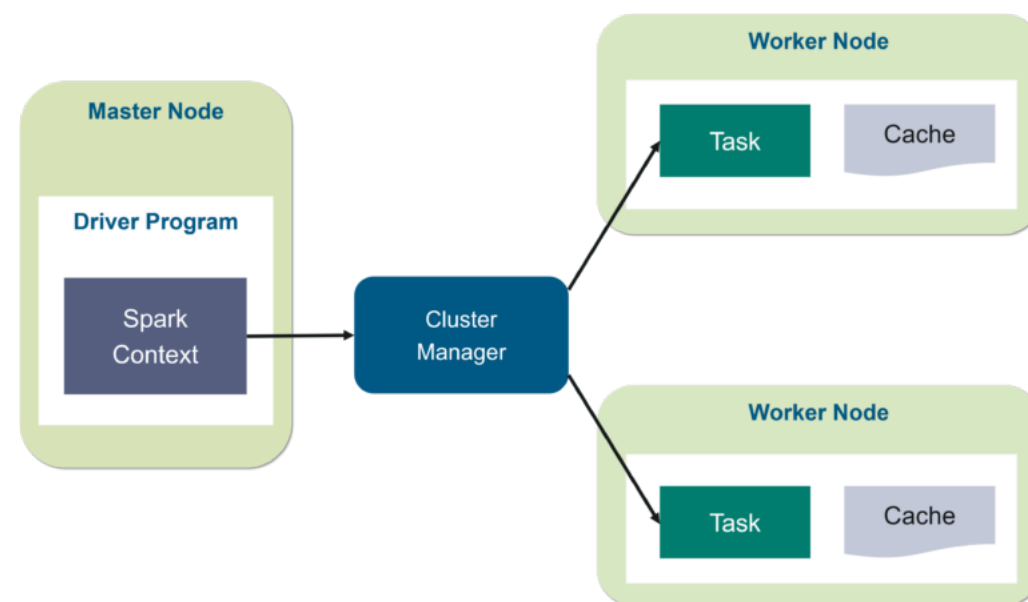 Master Node
Driver Program
Spark
Context
Cluster
Manager
Worker Node
Task
Cache
Worker Node
Task
Cache